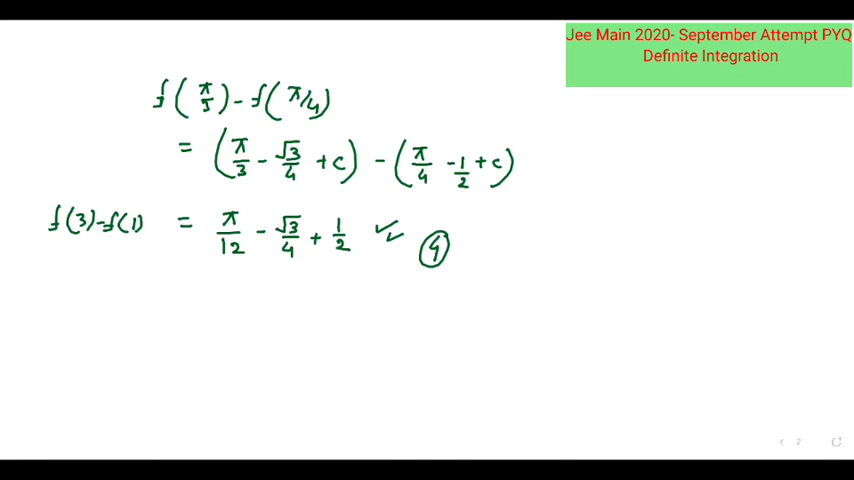 Jee Main 2020- September Attempt PYQ
Definite Integration
f(π/3) - f(π/4)
= (π/3 - √3/4 + c) - (π/4 - 1/2 + c)
f(3)-f(1) = π/12 - √3/4 + 1/2 ✓✓ (4)
2